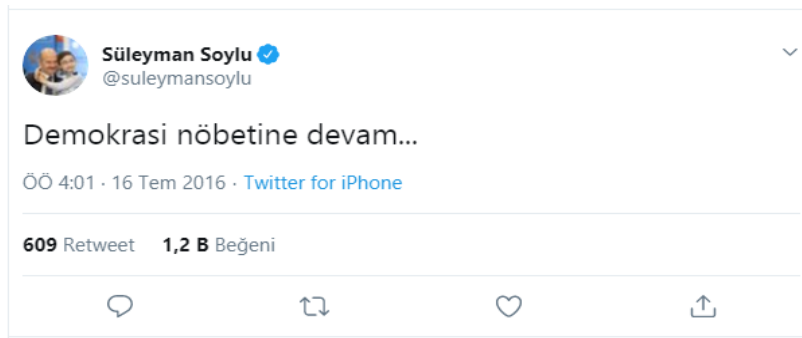 Süleyman Soylu
@suleymansoylu
Demokrasi nöbetine devam...
ÖÖ 4:01 · 16 Tem 2016 · Twitter for iPhone
609 Retweet 1,2 B Beğeni